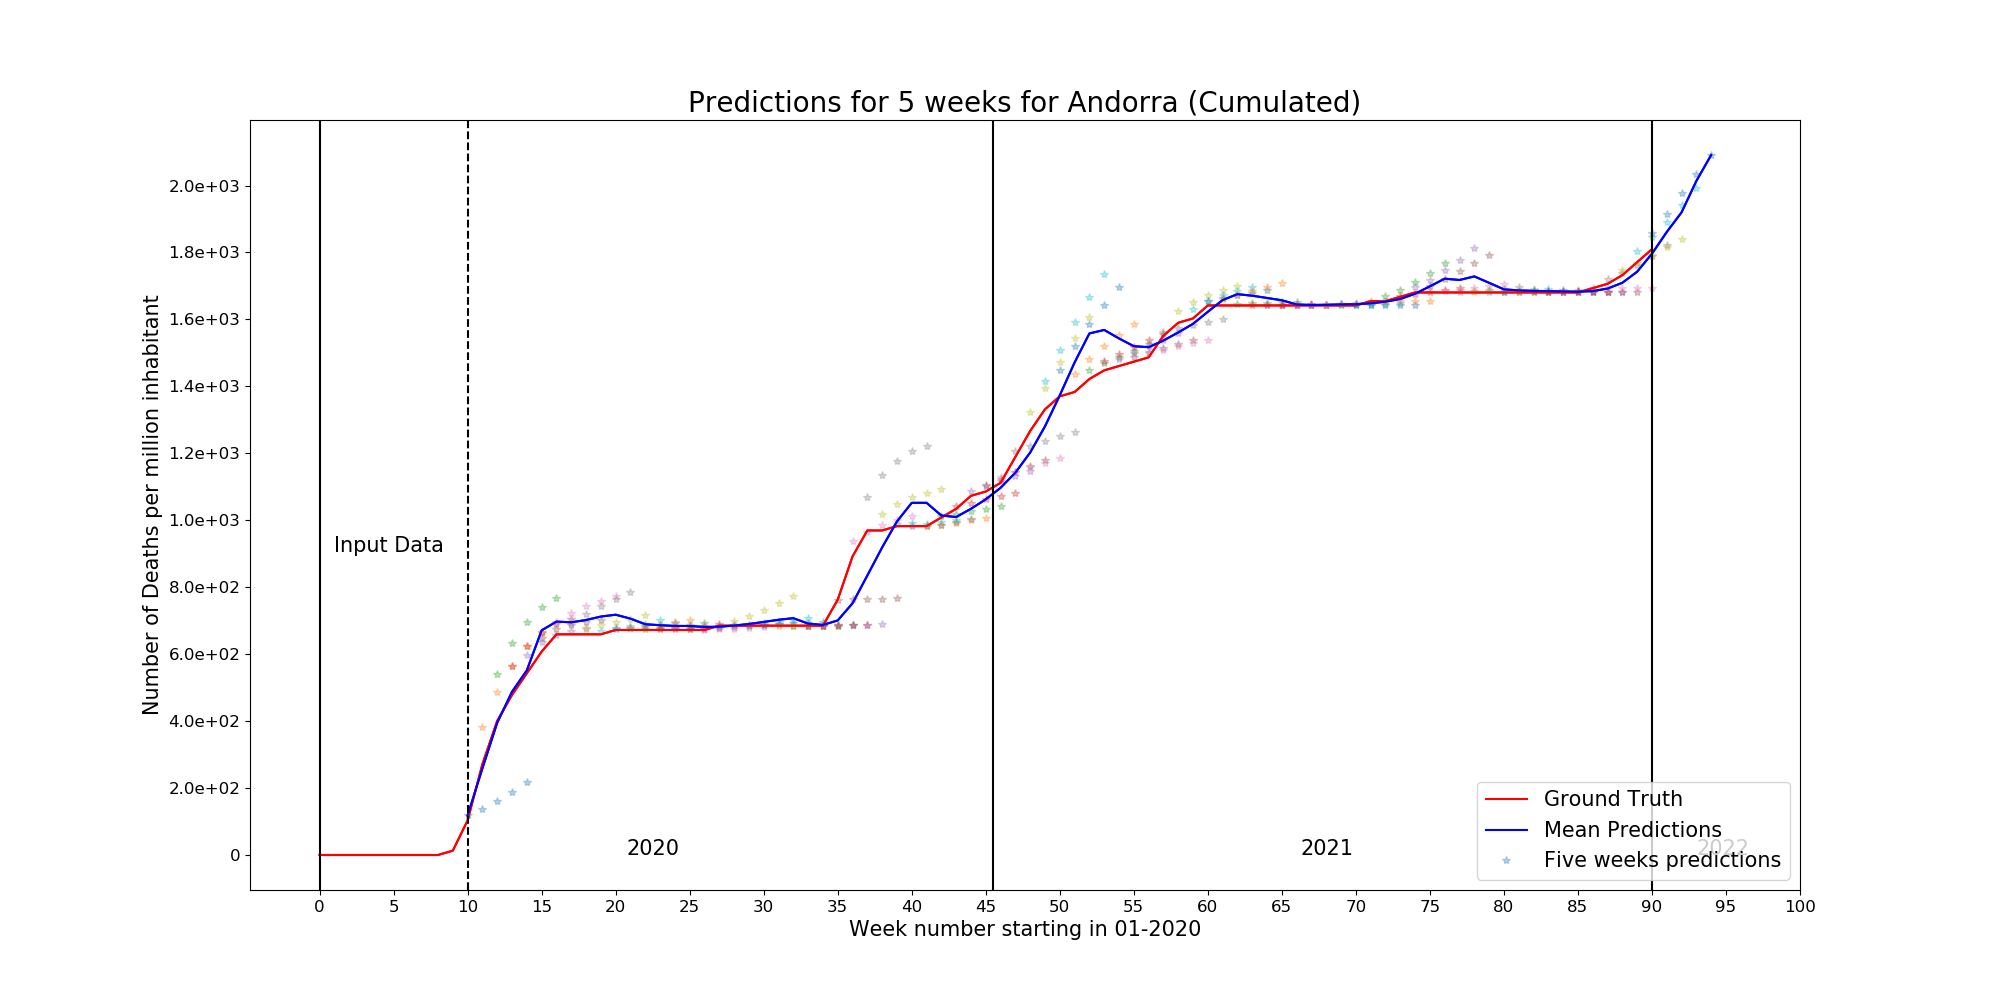 Predictions for 5 weeks for Andorra (Cumulated)
Number of Deaths per million inhabitant
2.0e+03
1.8e+03
1.6e+03
1.4e+03
1.2e+03
1.0e+03
8.0e+02
6.0e+02
4.0e+02
2.0e+02
0
Input Data
2020
2021
2022
Ground Truth
Mean Predictions
Five weeks predictions
0 5 10 15 20 25 30 35 40 45 50 55 60 65 70 75 80 85 90 95 100
Week number starting in 01-2020